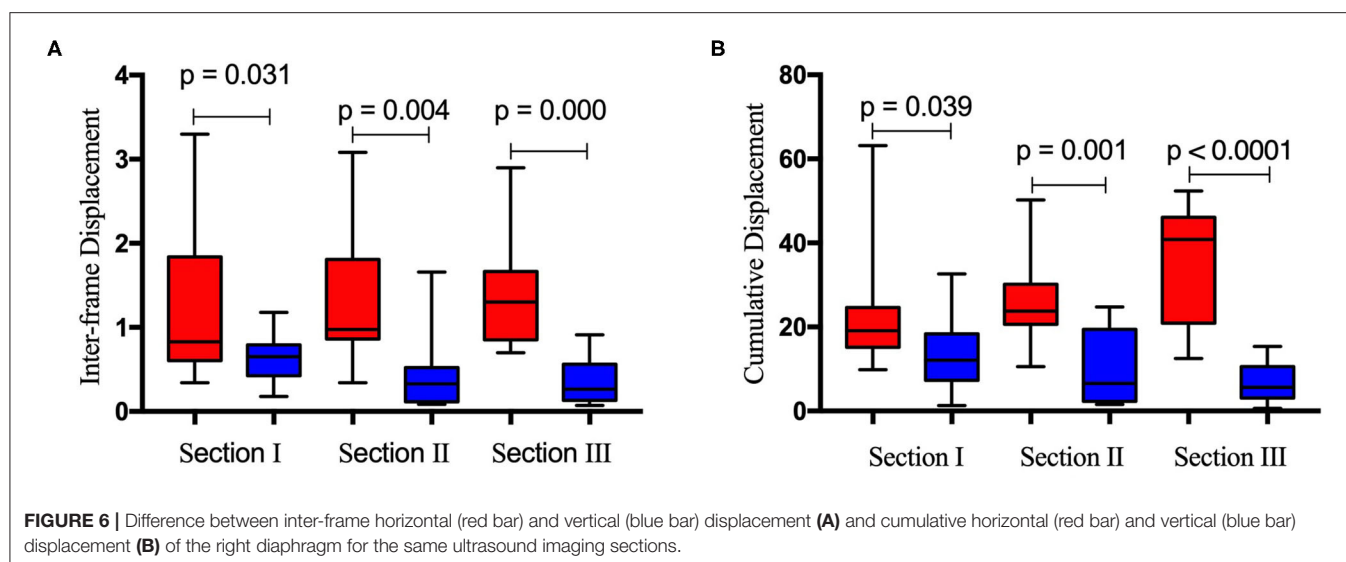 A
Inter-frame Displacement
4
3
2
1
0
p = 0.031
p = 0.004
p = 0.000
Section I
Section II
Section III
B
Cumulative Displacement
80
60
40
20
0
p = 0.039
p = 0.001
p < 0.0001
Section I
Section II
Section III
FIGURE 6 | Difference between inter-frame horizontal (red bar) and vertical (blue bar) displacement (A) and cumulative horizontal (red bar) and vertical (blue bar)
displacement (B) of the right diaphragm for the same ultrasound imaging sections.